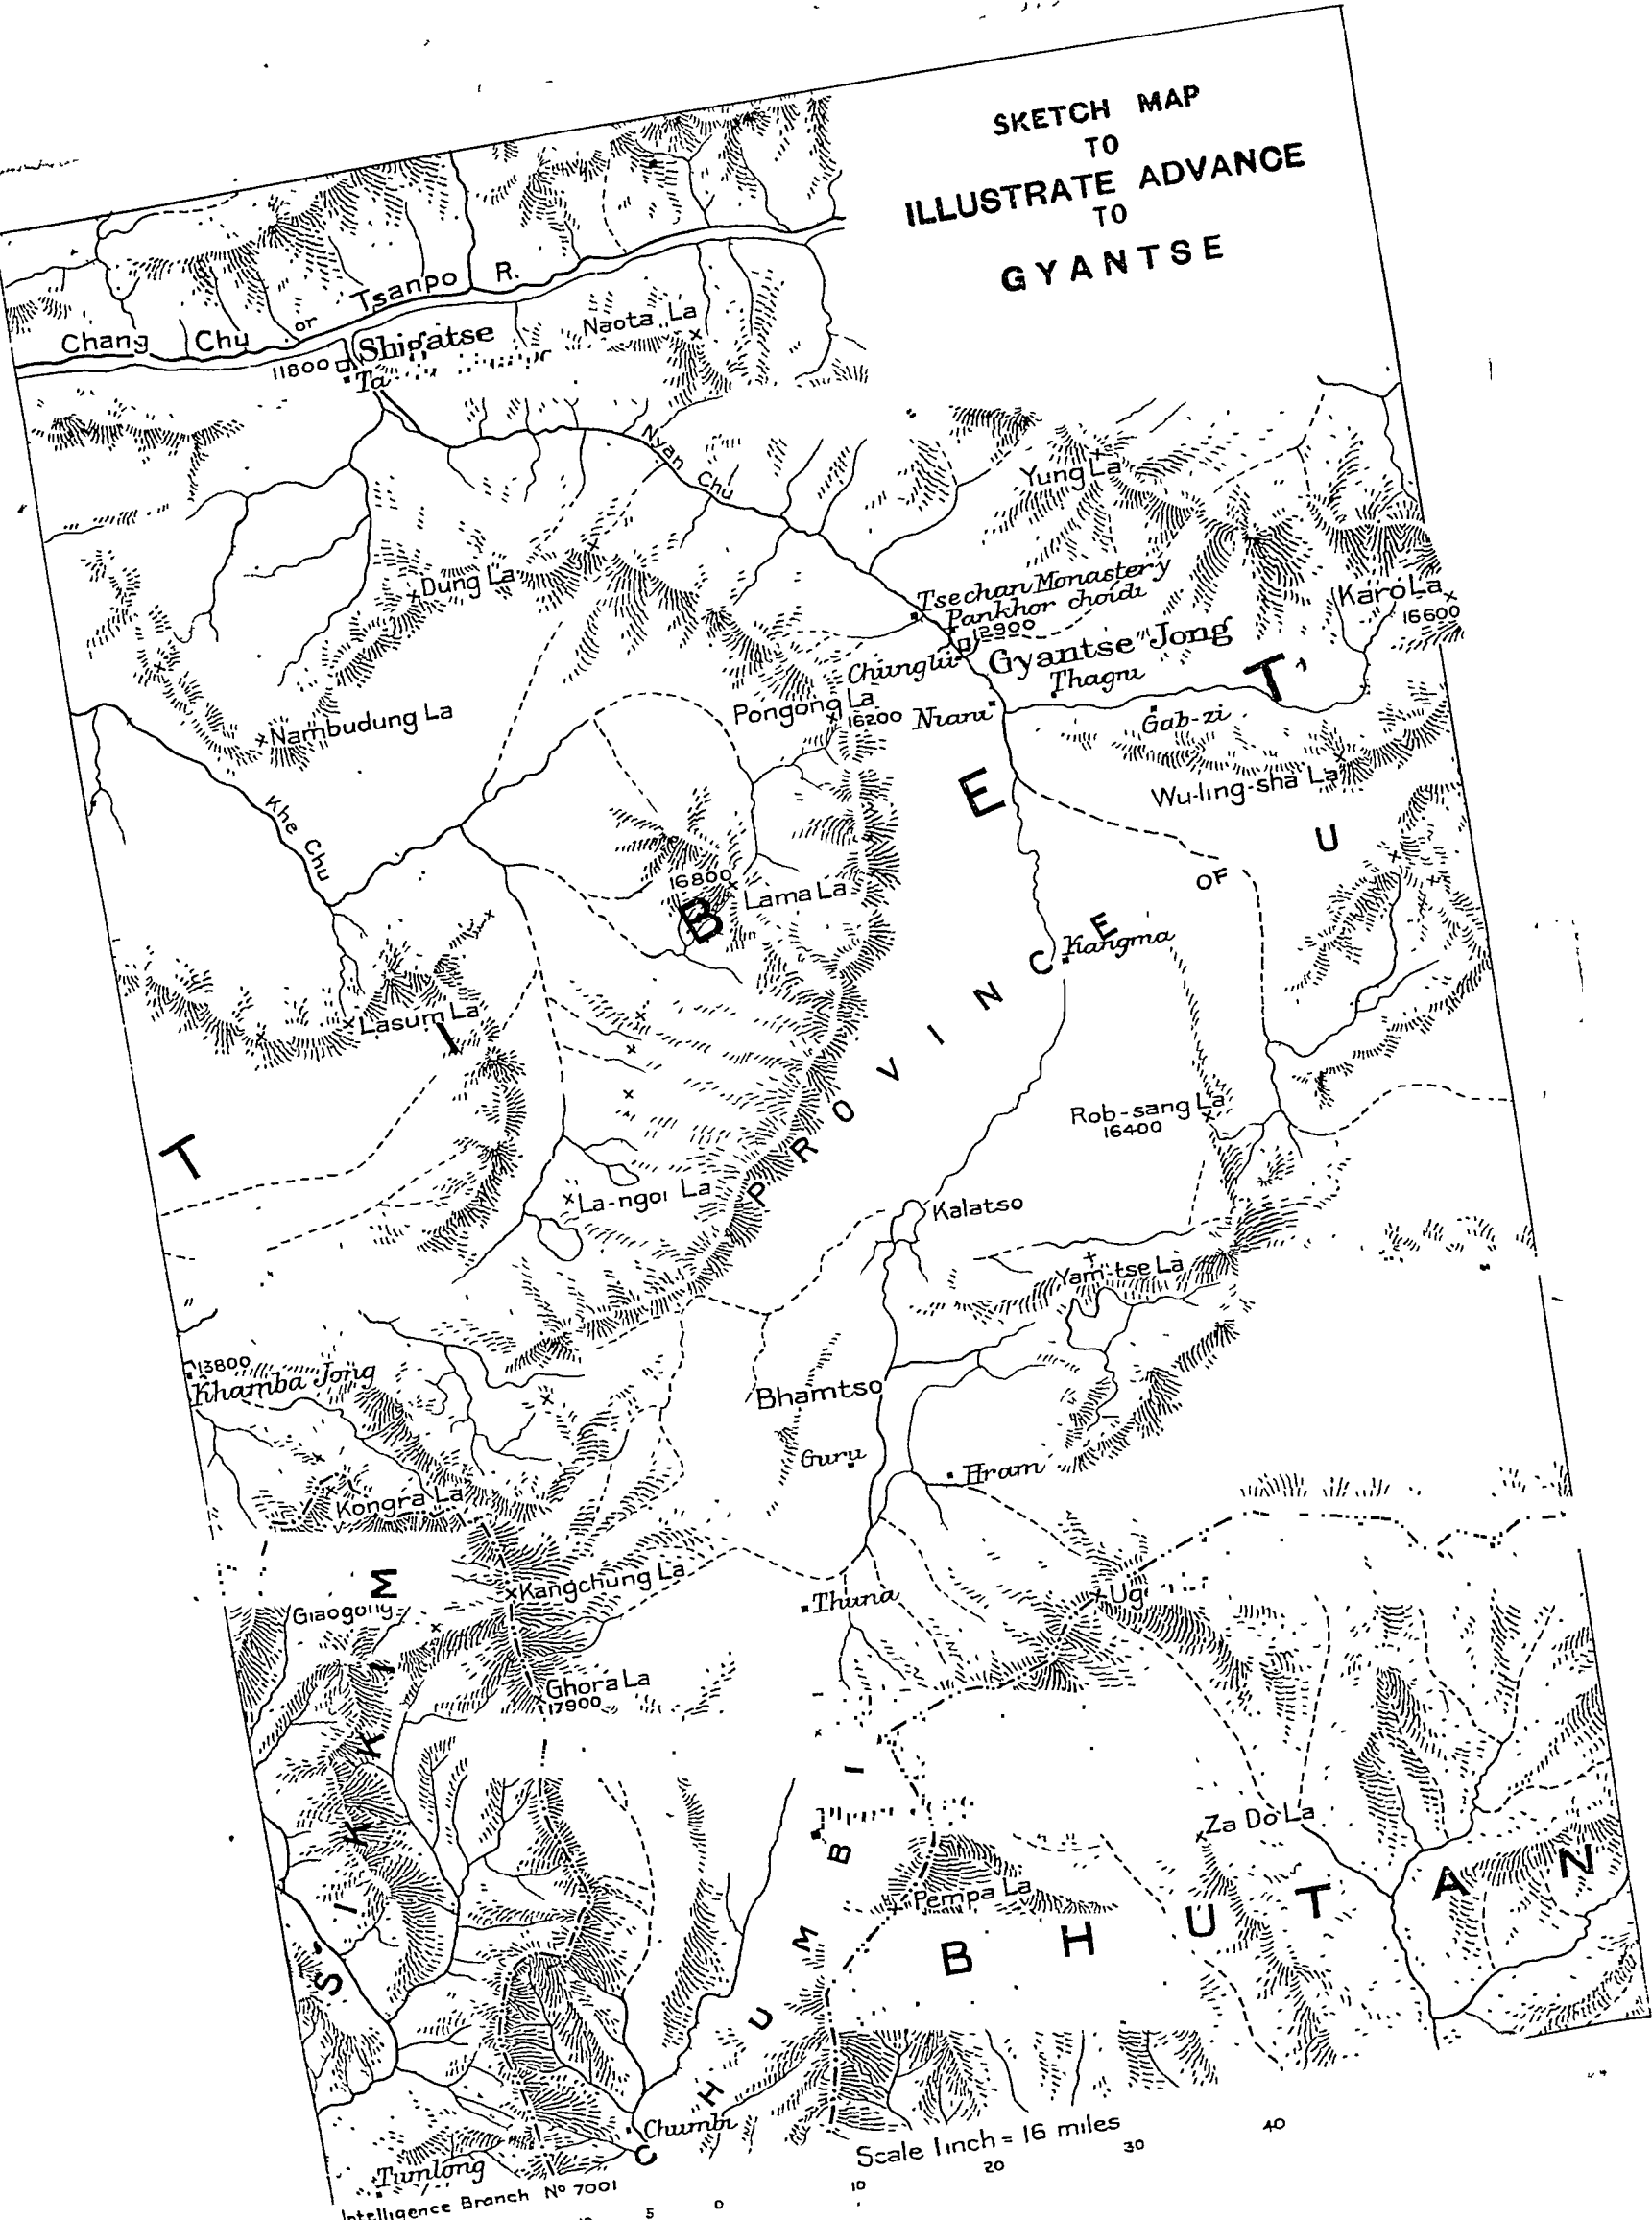 SKETCH MAP
TO
ILLUSTRATE ADVANCE
TO
GYANTSE
Chang Chu or Tsanpo R.
Shigatse
11800
Naota La
Nyan Chu
Yung La
Dung La
Tsechan Monastery
Pankhor choide
12900
Karo La
16600
Gyantse Jong
Chunglu
Thagru
Pongong La
16200
Niani
Gab-zi
Nambudung La
Wu-ling-sha La
Khe Chu
TIBET
PROVINCE OF U
16800
Lama La
Kangma
Lasum La
Rob-sang La
16400
La-ngoi La
Kalatso
Yam-tse La
13800
Khamba Jong
Bhamtso
Guru
Hram
Kongra La
Kangchung La
Giaogong
Thuna
Ug
Ghora La
17900
SIKKIM
Za Do La
Pempa La
BHUTAN
CHUMBI
Chumbi
Tumlong
Scale 1 inch = 16 miles
Intelligence Branch No 7001
5 0 10 20 30 40